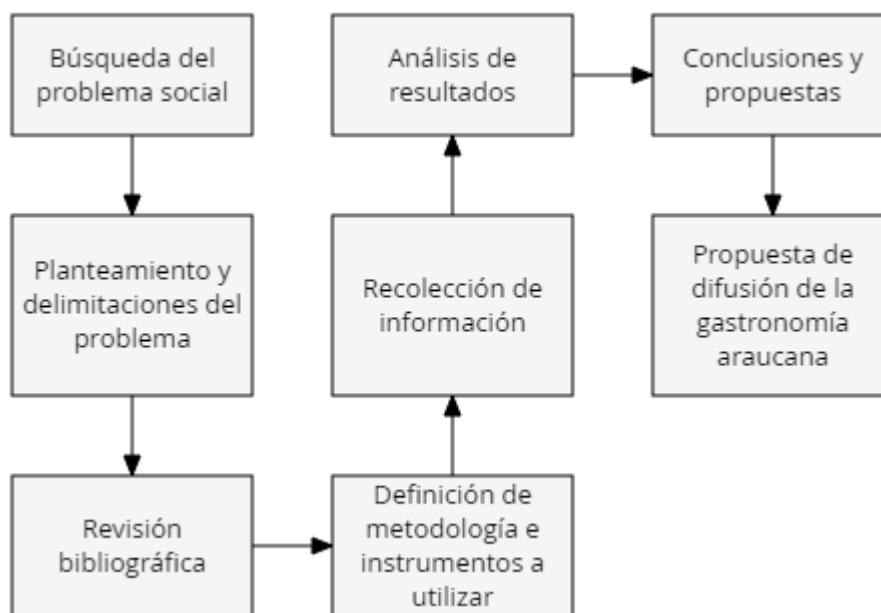 Búsqueda del
problema social
Planteamiento y
delimitaciones del
problema
Revisión
bibliográfica
Definición de
metodología e
instrumentos a
utilizar
Recolección de
información
Análisis de
resultados
Conclusiones y
propuestas
Propuesta de
difusión de la
gastronomía
araucana